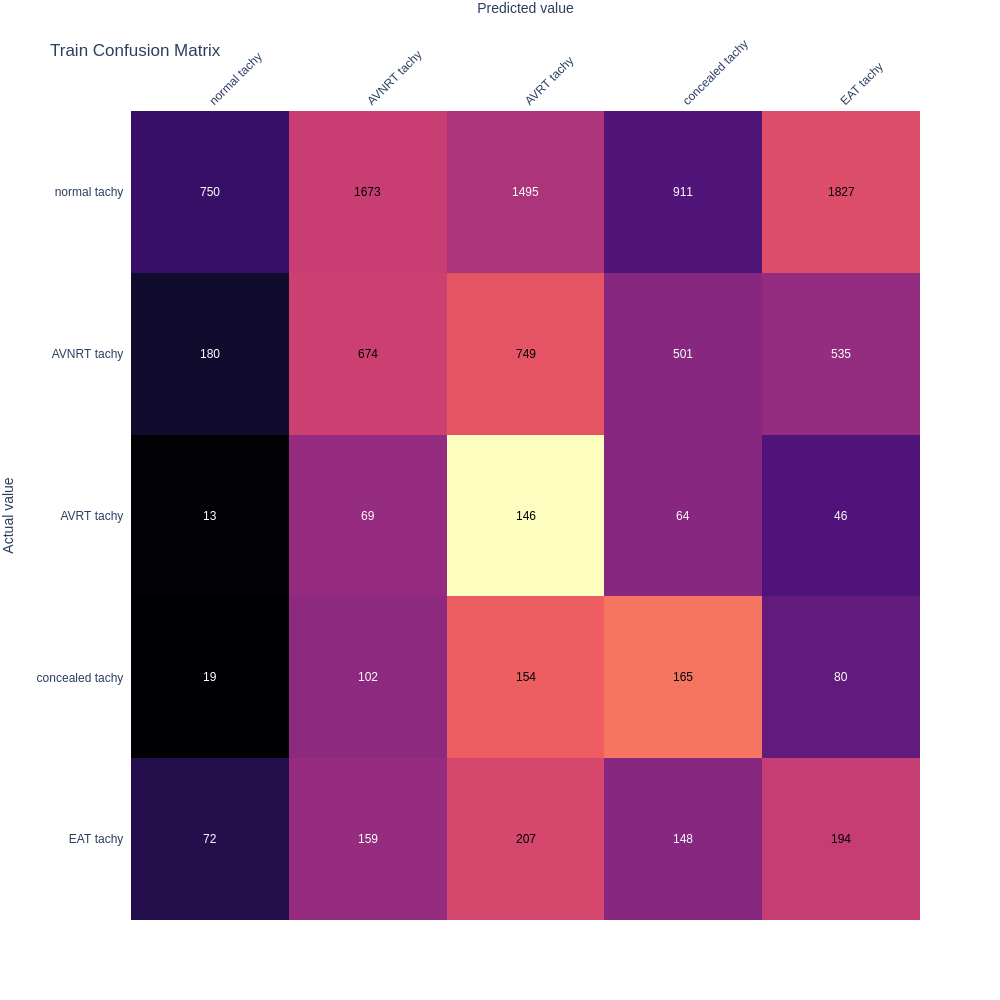 Predicted value
Train Confusion Matrix
normal tachy
AVNRT tachy
AVRT tachy
concealed tachy
EAT tachy
normal tachy 750 1673 1495 911 1827
AVNRT tachy 180 674 749 501 535
AVRT tachy 13 69 146 64 46
concealed tachy 19 102 154 165 80
EAT tachy 72 159 207 148 194
Actual value